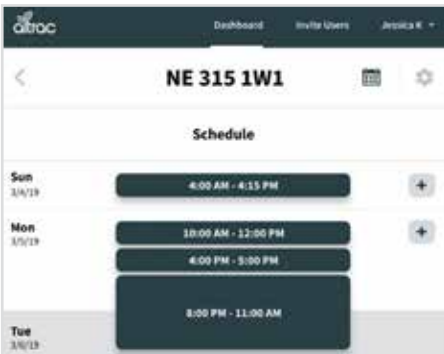 altrac
Dashboard Invite Users Jessica K
NE 315 1W1
Schedule
Sun
3/4/19
4:00 AM - 4:15 PM
+
Mon
3/5/19
10:00 AM - 12:00 PM
+
4:00 PM - 5:00 PM
8:00 PM - 11:00 AM
Tue
3/6/19